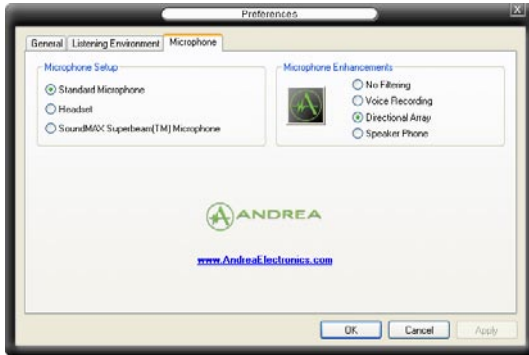 Preferences
General Listening Environment Microphone
Microphone Setup
Standard Microphone
Headset
SoundMAX Superbeam(TM) Microphone
Microphone Enhancements
No Filtering
Voice Recording
Directional Array
Speaker Phone
ANDREA
www.AndreaElectronics.com
OK Cancel Apply